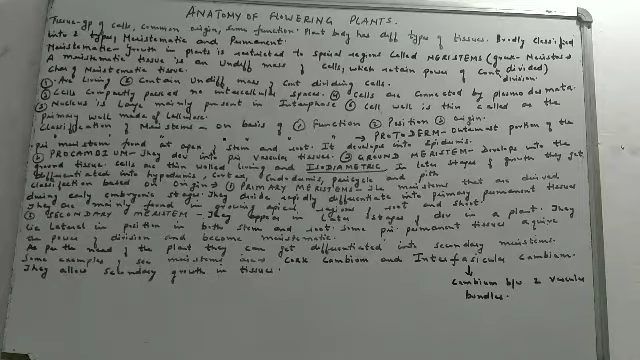 ANATOMY OF FLOWERING PLANTS.
Tissue-gp of cells, common origin, same function. Plant body has diff types of tissues. Broadly classified
into 2 types, Meristematic and Permanent.
Meristematic- Growth in plants is restricted to special regions called MERISTEMS (greek- Meristos
A meristematic tissue is an undiff mass of cells, which retain power of cont. divided)
Char of Meristematic tissue. division.
① Are living ② Contain undiff mass of cont dividing cells.
③ Cells compactly packed no intercellular spaces. ④ Cells are connected by plasmodesmata.
⑤ Nucleus is large mainly present in Interphase ⑥ Cell wall is thin called as the
primary wall made of cellulose.
Classification of Meristems - on basis of ① Function ② Position ③ Origin.
→ PROTODERM- Outermost portion of the
pri meristem found at apex of stem and root. It develops into Epidermis.
② PROCAMBIUM- They dev into pri vascular tissues. ③ GROUND MERISTEM- Develops into the
ground tissue. Cells are thin walled living and ISODIAMETRIC. In later stages of growth they get
differentiated into hypodermis, cortex, Endodermis, pericycle and pith
Classification based on Origin → ① PRIMARY MERISTEMS- The meristems that are derived
during early embryonic stage. They divide rapidly differentiate into primary permanent tissues
They are mainly found in growing apical regions of root and shoot.
② SECONDARY MERISTEM - They appear in later stages of dev in a plant. They
lie lateral in position in both stem and root. Some pri permanent tissues
the power of division and become meristematic.
As per the need of the plant they can get differentiated into secondary meristems.
Some examples of sec meristems are Cork Cambium and Interfasicular cambium.
They allow secondary growth in tissues. ↓
Cambium b/w 2 vascular
bundles.